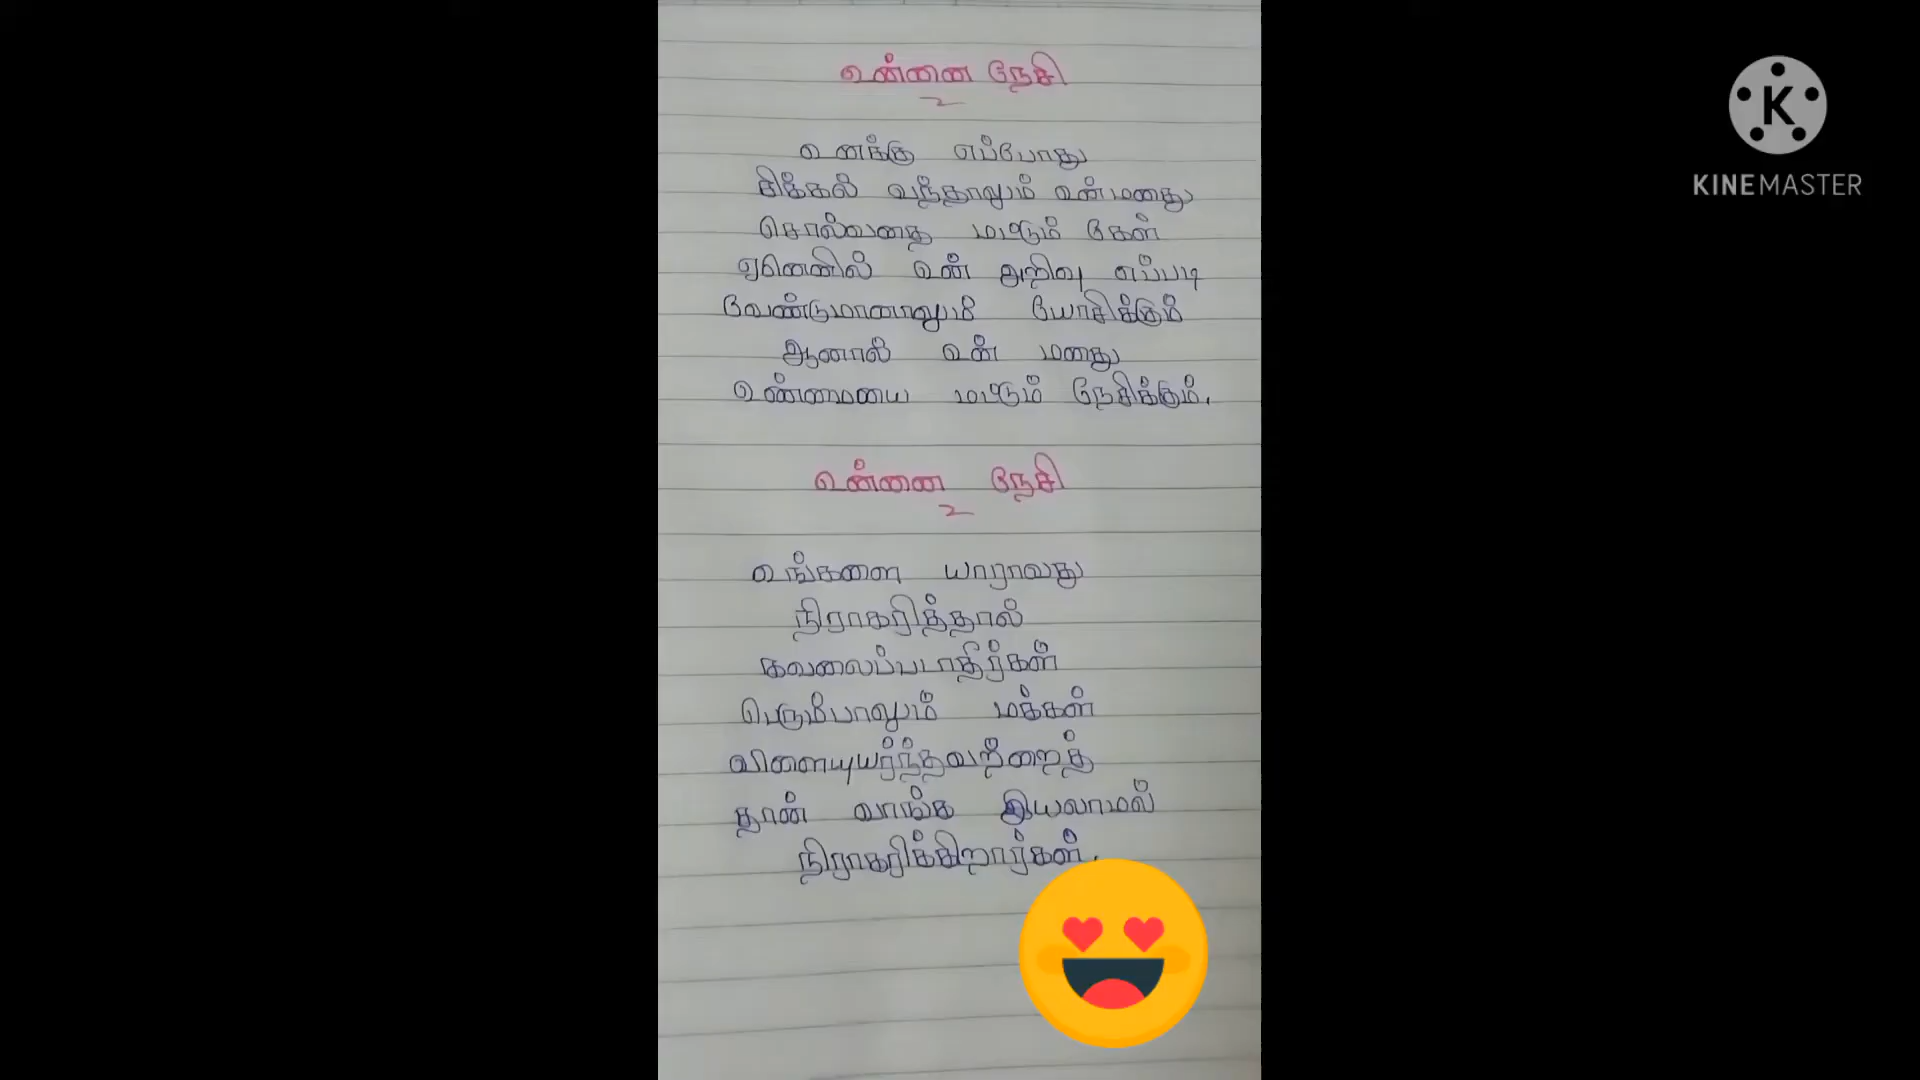 உன்னை நேசி
உனக்கு எப்போது
சிக்கல் வந்தாலும் உன்மனது
சொல்வதை மட்டும் கேள்
ஏனெனில் உன் அறிவு எப்படி
வேண்டுமானாலும் யோசிக்கும்
ஆனால் உன் மனது
உண்மையை மட்டும் நேசிக்கும்.
உன்னை நேசி
உங்களை யாராவது
நிராகரித்தால்
கவலைப்படாதீர்கள்
பெரும்பாலும் மக்கள்
விளையுயர்ந்தவற்றைத்
தான் வாங்க இயலாமல்
நிராகரிக்கிறார்கள்.
K
KINEMASTER